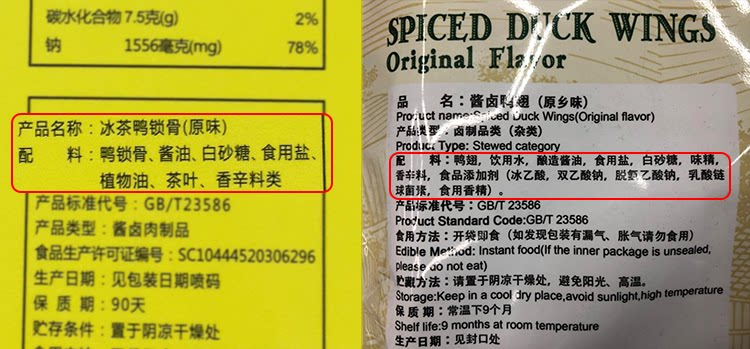 碳水化合物 7.5克(g) 2%
钠 1556毫克(mg) 78%
产品名称：冰茶鸭锁骨(原味)
配 料：鸭锁骨、酱油、白砂糖、食用盐、
植物油、茶叶、香辛料类
产品标准代号：GB/T23586
产品类型：酱卤肉制品
食品生产许可证编号：SC10444520306296
生产日期：见包装日期喷码
保 质 期：90天
贮存条件：置于阴凉干燥处
SPICED DUCK WINGS
Original Flavor
品 名：酱卤鸭翅（原乡味）
Product name:Spiced Duck Wings(Original flavor)
产品类型：卤制品类（杂类）
Product Type: Stewed category
配 料：鸭翅，饮用水，酿造酱油，食用盐，白砂糖，味精，
香辛料，食品添加剂（冰乙酸，双乙酸钠，脱氢乙酸钠，乳酸链
球菌素，食用香精）。
产品标准代号：GB/T 23586
Product Standard Code:GB/T 23586
食用方法：开袋即食（如发现包装有漏气、胀气请勿食用）
Edible Method: Instant food(If the inner package is unsealed,
please do not eat)
贮藏方法：请置于阴凉干燥处，避免阳光、高温。
Storage:Keep in a cool dry place,avoid sunlight,high temperature
保 质 期：常温下9个月
Shelf life:9 months at room temperature
生产日期：见封口处